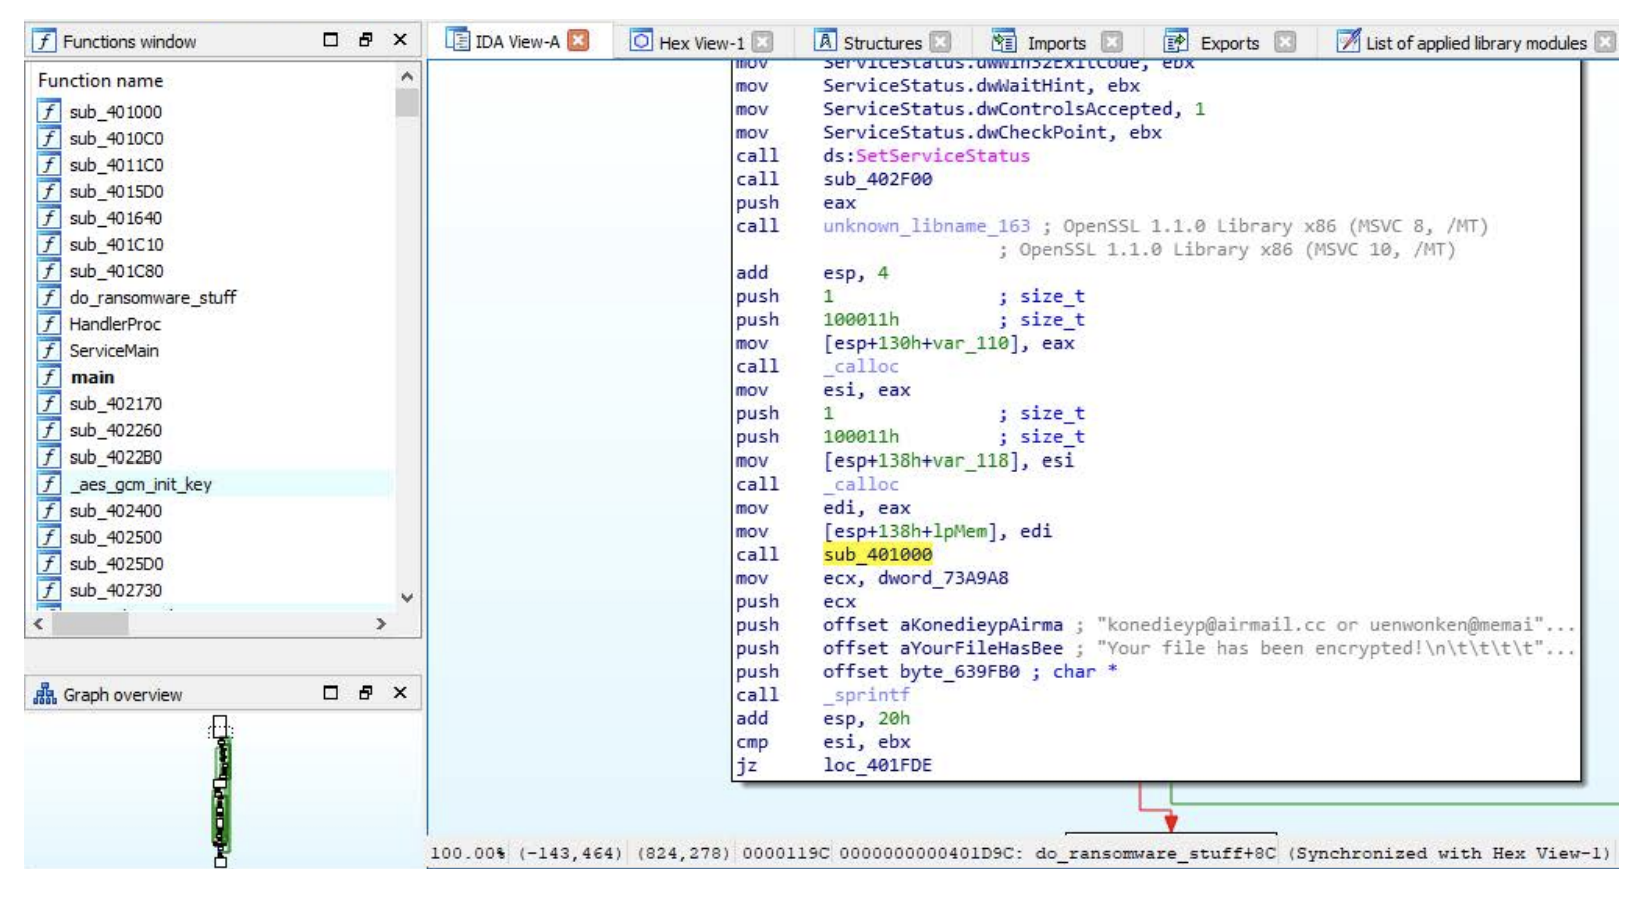 Functions window
IDA View-A
Hex View-1
Structures
Imports
Exports
List of applied library modules
Function name
sub_401000
sub_4010C0
sub_4011C0
sub_4015D0
sub_401640
sub_401C10
sub_401C80
do_ransomware_stuff
HandlerProc
ServiceMain
main
sub_402170
sub_402260
sub_4022B0
_aes_gcm_init_key
sub_402400
sub_402500
sub_4025D0
sub_402730
Graph overview
mov ServiceStatus.dwWin32ExitCode, ebx
mov ServiceStatus.dwWaitHint, ebx
mov ServiceStatus.dwControlsAccepted, 1
mov ServiceStatus.dwCheckPoint, ebx
call ds:SetServiceStatus
call sub_402F00
push eax
call unknown_libname_163 ; OpenSSL 1.1.0 Library x86 (MSVC 8, /MT)
; OpenSSL 1.1.0 Library x86 (MSVC 10, /MT)
add esp, 4
push 1 ; size_t
push 100011h ; size_t
mov [esp+130h+var_110], eax
call _calloc
mov esi, eax
push 1 ; size_t
push 100011h ; size_t
mov [esp+138h+var_118], esi
call _calloc
mov edi, eax
mov [esp+138h+lpMem], edi
call sub_401000
mov ecx, dword_73A9A8
push ecx
push offset aKonedieypAirma ; "konedieyp@airmail.cc or uenwonken@memai"...
push offset aYourFileHasBee ; "Your file has been encrypted!\n\t\t\t\t"...
push offset byte_639FB0 ; char *
call _sprintf
add esp, 20h
cmp esi, ebx
jz loc_401FDE
100.00% (-143,464) (824,278) 0000119C 0000000000401D9C: do_ransomware_stuff+8C (Synchronized with Hex View-1)